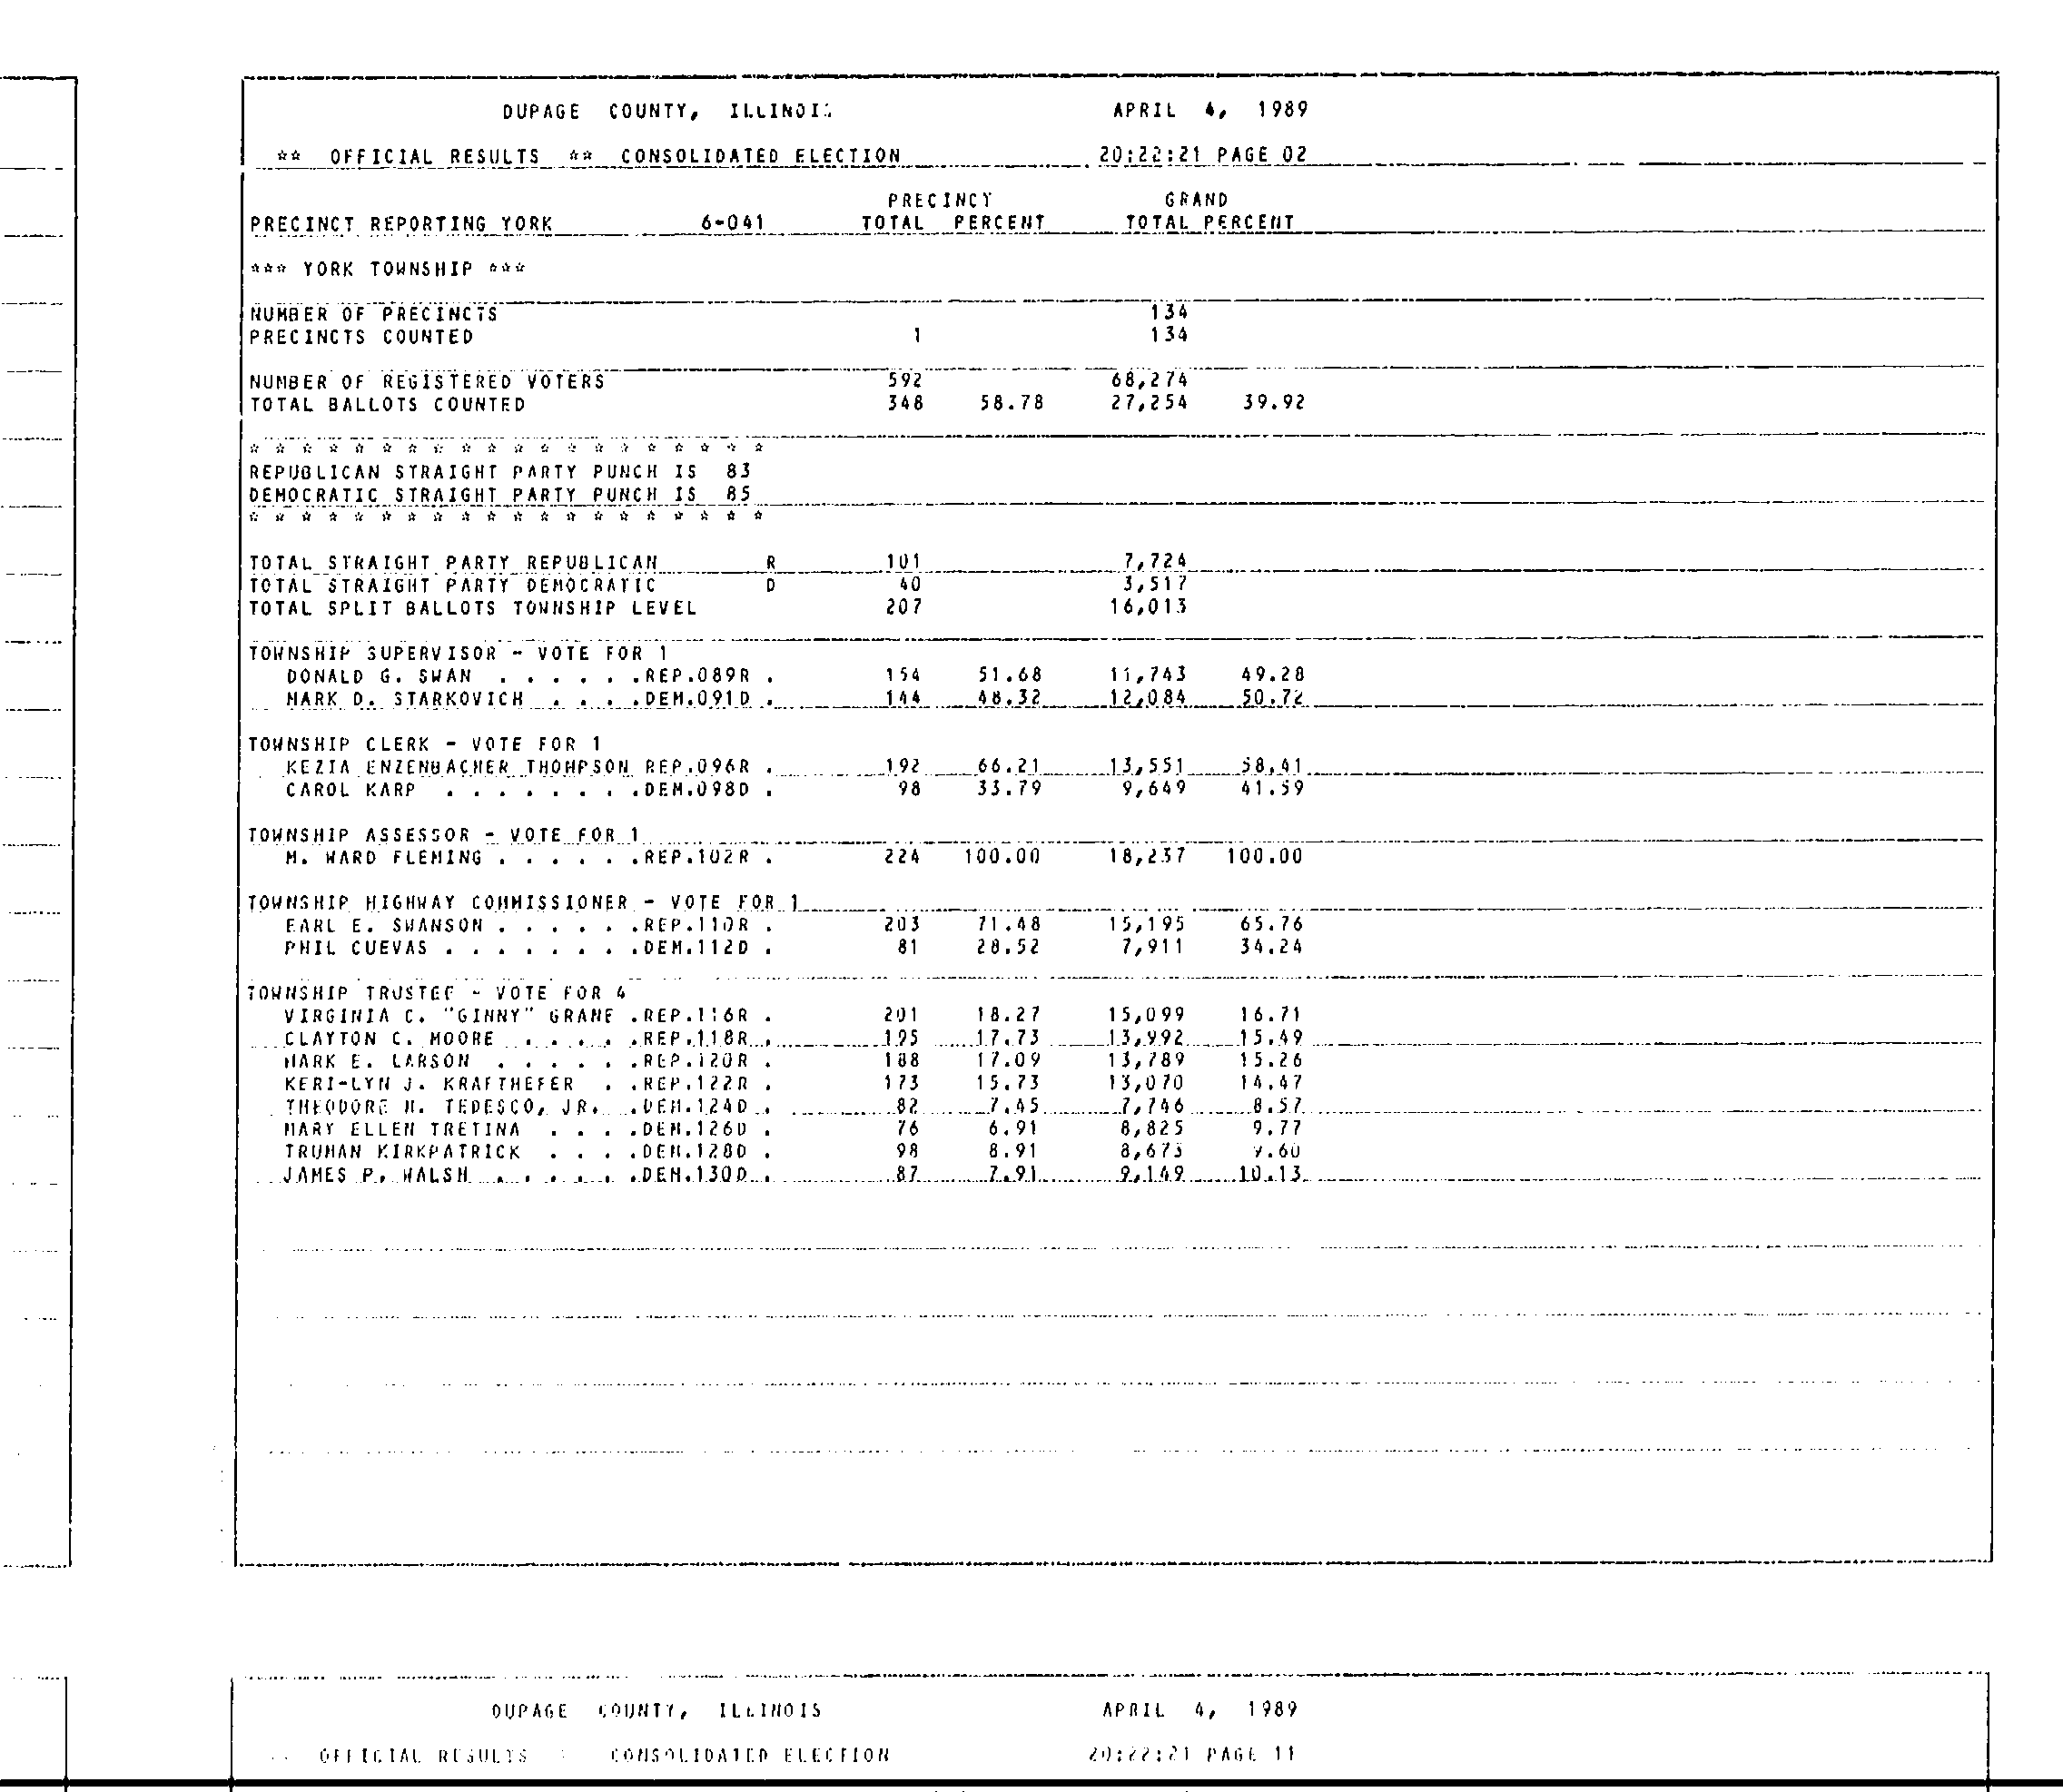 DUPAGE COUNTY, ILLINOIS APRIL 4, 1989
** OFFICIAL RESULTS ** CONSOLIDATED ELECTION 20:22:21 PAGE 02
PRECINCT GRAND
PRECINCT REPORTING YORK 6-041 TOTAL PERCENT TOTAL PERCENT
*** YORK TOWNSHIP ***
NUMBER OF PRECINCTS 134
PRECINCTS COUNTED 1 134
NUMBER OF REGISTERED VOTERS 592 68,274
TOTAL BALLOTS COUNTED 348 58.78 27,254 39.92
* * * * * * * * * * * * * * * * * * * *
REPUBLICAN STRAIGHT PARTY PUNCH IS 83
DEMOCRATIC STRAIGHT PARTY PUNCH IS 85
* * * * * * * * * * * * * * * * * * * *
TOTAL STRAIGHT PARTY REPUBLICAN R 101 7,724
TOTAL STRAIGHT PARTY DEMOCRATIC D 40 3,517
TOTAL SPLIT BALLOTS TOWNSHIP LEVEL 207 16,013
TOWNSHIP SUPERVISOR - VOTE FOR 1
DONALD G. SWAN . . . . . .REP.089R . 154 51.68 11,743 49.28
MARK D. STARKOVICH . . . .DEM.091D . 144 48.32 12,084 50.72
TOWNSHIP CLERK - VOTE FOR 1
KEZIA ENZENBACHER THOMPSON REP.096R . 192 66.21 13,551 58.41
CAROL KARP . . . . . . . .DEM.098D . 98 33.79 9,649 41.59
TOWNSHIP ASSESSOR - VOTE FOR 1
M. WARD FLEMING . . . . . .REP.102R . 224 100.00 18,237 100.00
TOWNSHIP HIGHWAY COMMISSIONER - VOTE FOR 1
EARL E. SWANSON . . . . . .REP.110R . 203 71.48 15,195 65.76
PHIL CUEVAS . . . . . . . .DEM.112D . 81 28.52 7,911 34.24
TOWNSHIP TRUSTEE - VOTE FOR 4
VIRGINIA C. "GINNY" GRANE .REP.116R . 201 18.27 15,099 16.71
CLAYTON C. MOORE . . . . .REP.118R . 195 17.73 13,992 15.49
MARK E. LARSON . . . . . .REP.120R . 188 17.09 13,789 15.26
KERI-LYN J. KRAFTHEFER . .REP.122R . 173 15.73 13,070 14.47
THEODORE H. TEDESCO, JR. .DEM.124D . 82 7.45 7,746 8.57
MARY ELLEN TRETINA . . . .DEM.126D . 76 6.91 8,825 9.77
TRUMAN KIRKPATRICK . . . .DEM.128D . 98 8.91 8,673 9.60
JAMES P. WALSH . . . . . .DEM.130D . 87 7.91 9,149 10.13
DUPAGE COUNTY, ILLINOIS APRIL 4, 1989
OFFICIAL RESULTS CONSOLIDATED ELECTION 20:22:21 PAGE 11